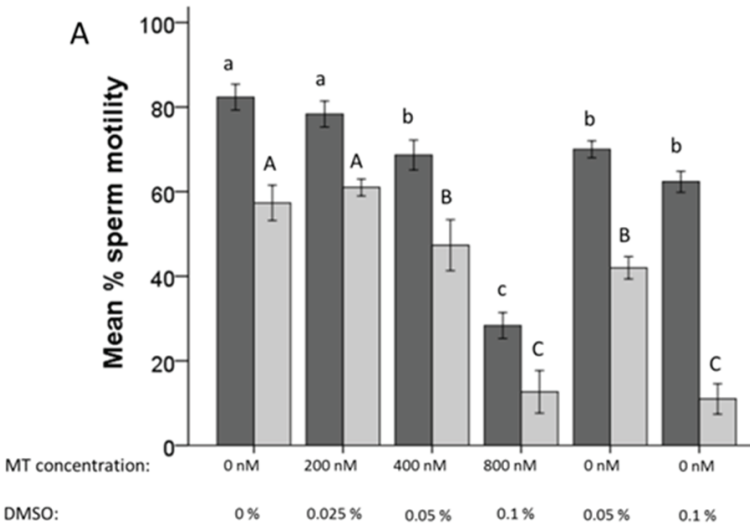 A
Mean % sperm motility
100
80
60
40
20
0
a
A
a
A
b
B
c
C
b
B
b
C
MT concentration: 0 nM 200 nM 400 nM 800 nM 0 nM 0 nM
DMSO: 0 % 0.025 % 0.05 % 0.1 % 0.05 % 0.1 %